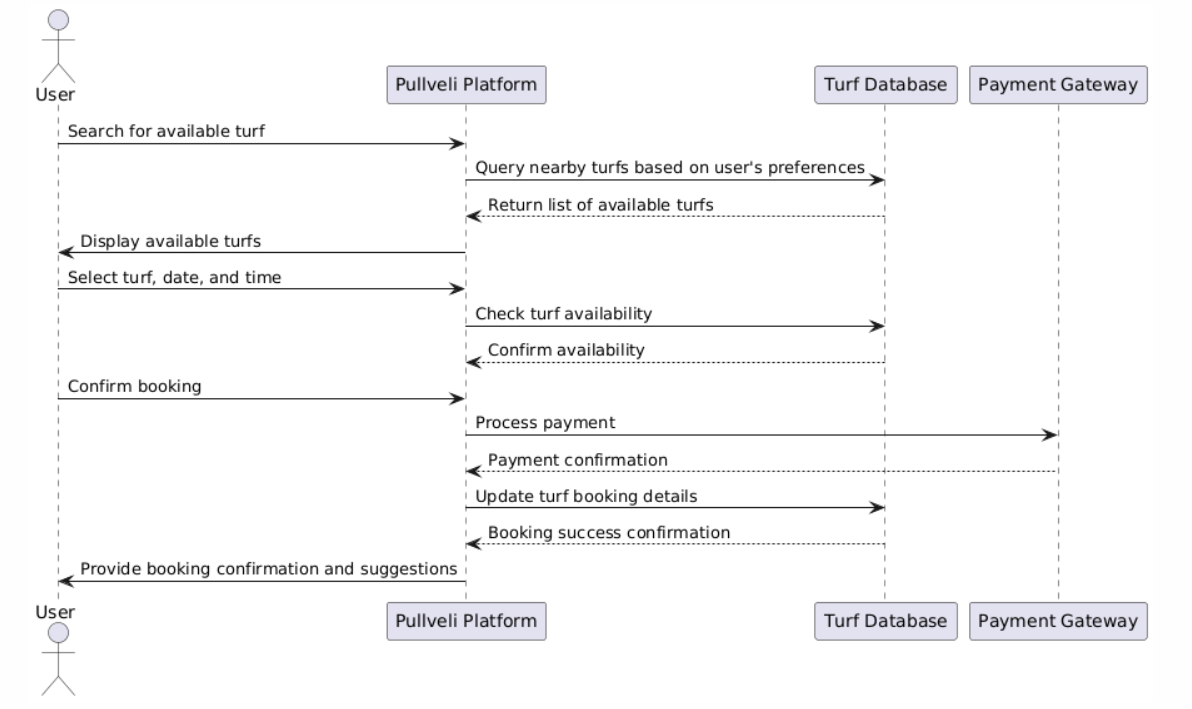 User
Pullveli Platform
Turf Database
Payment Gateway
Search for available turf
Query nearby turfs based on user's preferences
Return list of available turfs
Display available turfs
Select turf, date, and time
Check turf availability
Confirm availability
Confirm booking
Process payment
Payment confirmation
Update turf booking details
Booking success confirmation
Provide booking confirmation and suggestions
User
Pullveli Platform
Turf Database
Payment Gateway